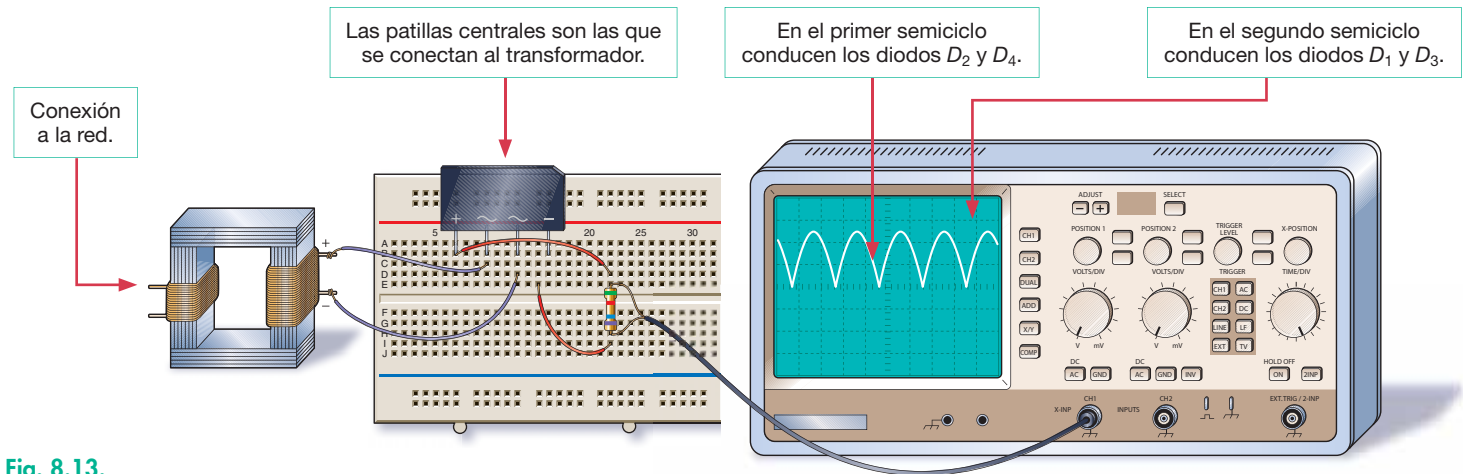 Las patillas centrales son las que
se conectan al transformador.
En el primer semiciclo
conducen los diodos D2 y D4.
En el segundo semiciclo
conducen los diodos D1 y D3.
Conexión
a la red.
+ ~ ~ −
5 20 25 30
A
B
C
D
E
F
G
H
I
J
+
−
ADJUST
SELECT
− +
POSITION 1
POSITION 2
TRIGGER
LEVEL
X-POSITION
CH1
CH2
DUAL
ADD
X/Y
COMP
VOLTS/DIV
VOLTS/DIV
TRIGGER
TIME/DIV
CH1 AC
CH2 DC
LINE LF
EXT TV
V mV
V mV
V mV
DC
AC GND
DC
AC GND INV
HOLD OFF
ON 2INP
X-INP
CH1
INPUTS
CH2
EXT.TRIG / 2-INP
Fig. 8.13.